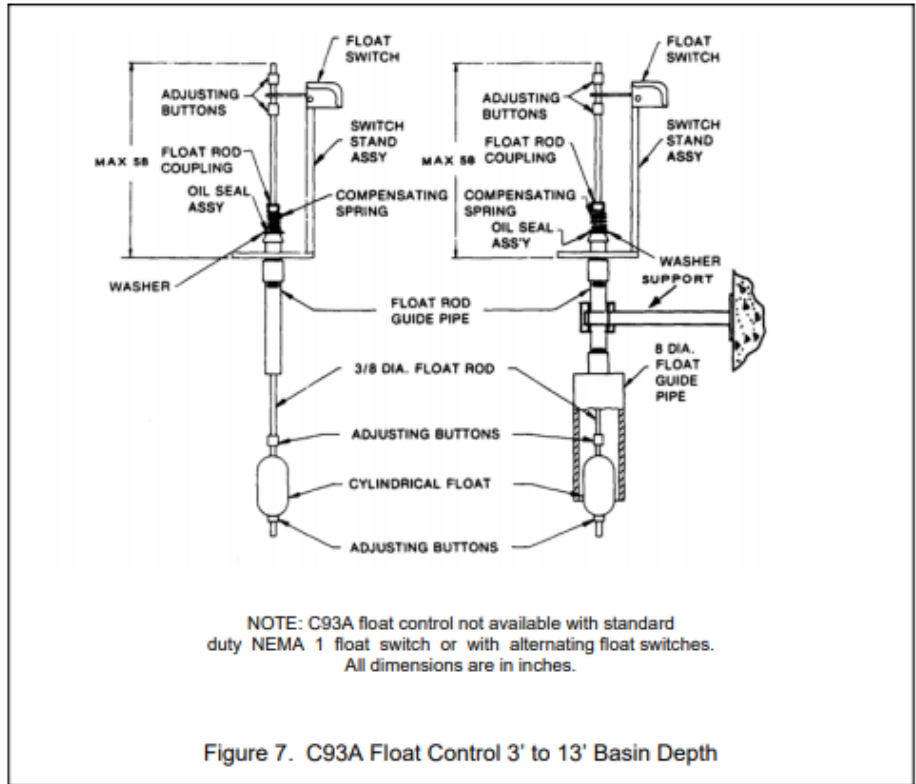 FLOAT
SWITCH
ADJUSTING
BUTTONS
SWITCH
STAND
ASSY
MAX 58
FLOAT ROD
COUPLING
OIL SEAL
ASSY
COMPENSATING
SPRING
WASHER
FLOAT
SWITCH
ADJUSTING
BUTTONS
SWITCH
STAND
ASSY
MAX 58
FLOAT ROD
COUPLING
COMPENSATING
SPRING
OIL SEAL
ASS'Y
WASHER
SUPPORT
FLOAT ROD
GUIDE PIPE
8 DIA.
FLOAT
GUIDE
PIPE
3/8 DIA. FLOAT ROD
ADJUSTING BUTTONS
CYLINDRICAL FLOAT
ADJUSTING BUTTONS
NOTE: C93A float control not available with standard
duty NEMA 1 float switch or with alternating float switches.
All dimensions are in inches.
Figure 7. C93A Float Control 3' to 13' Basin Depth